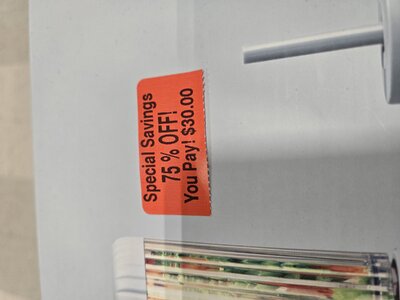 Special Savings
75 % OFF!
You Pay! $30.00